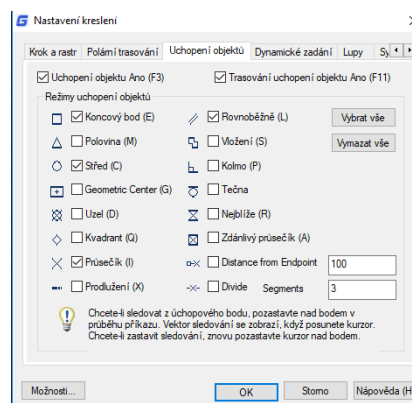 Nastavení kreslení
Krok a rastr Polámí trasování Uchopení objektů Dynamické zadání Lupy
Uchopení objektu Ano (F3) Trasování uchopení objektu Ano (F11)
Režimy uchopení objektů
Koncový bod (E) Rovnoběžně (L) Vybrat vše
Polovina (M) Vložení (S) Vymazat vše
Střed (C) Kolmo (P)
Geometric Center (G) Tečna
Uzel (D) Nejblíže (R)
Kvadrant (Q) Zdánlivý průsečík (A)
Průsečík (I) Distance from Endpoint 100
Prodlužení (X) Divide Segments 3
Chcete-li sledovat z úchopového bodu, pozastavte nad bodem v
průběhu příkazu. Vektor sledování se zobrazí, když posunete kurzor.
Chcete-li zastavit sledování, znovu pozastavte kurzor nad bodem.
Možnosti... OK Storno Nápověda (H